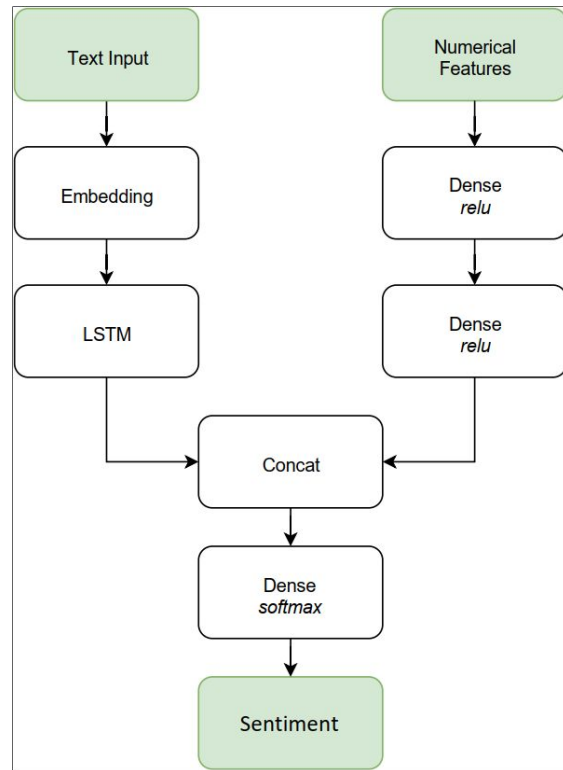 Text Input
Numerical
Features
Embedding
Dense
relu
LSTM
Dense
relu
Concat
Dense
softmax
Sentiment